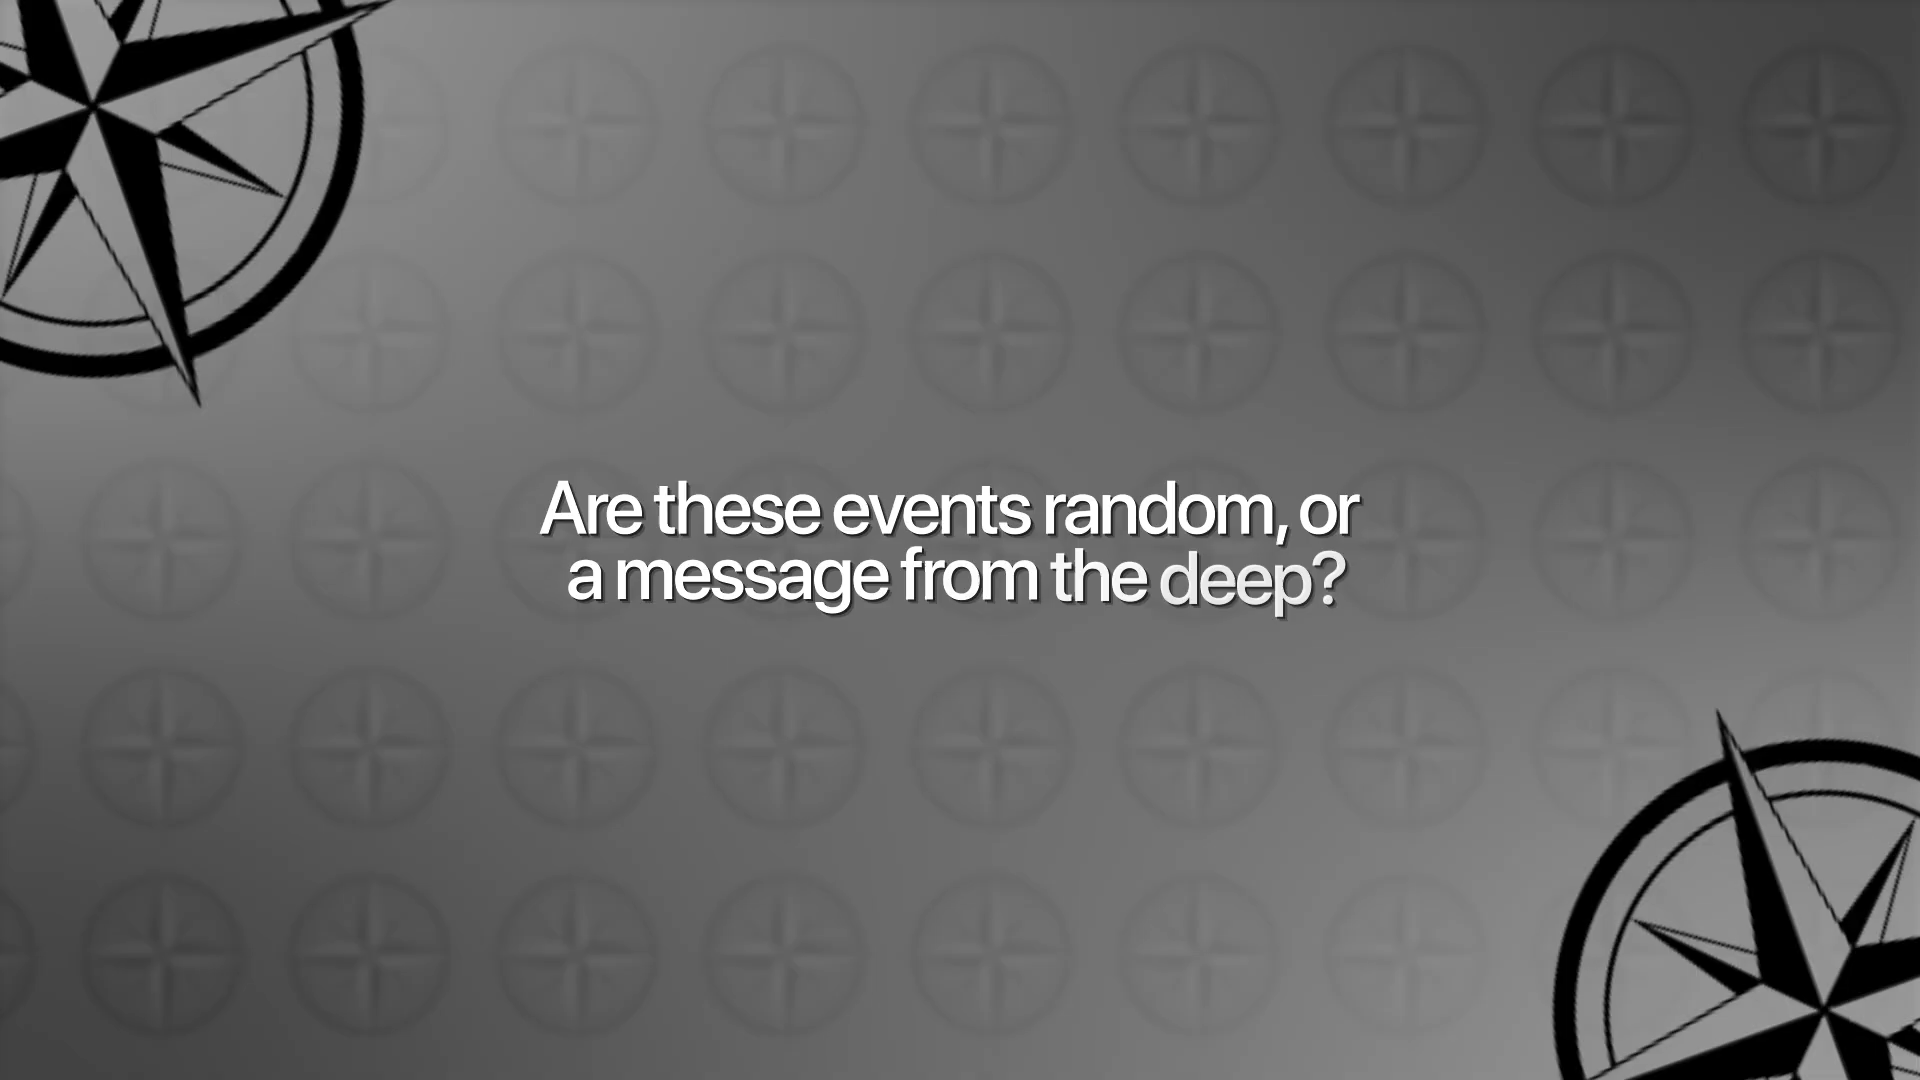 Are these events random, or
a message from the deep?